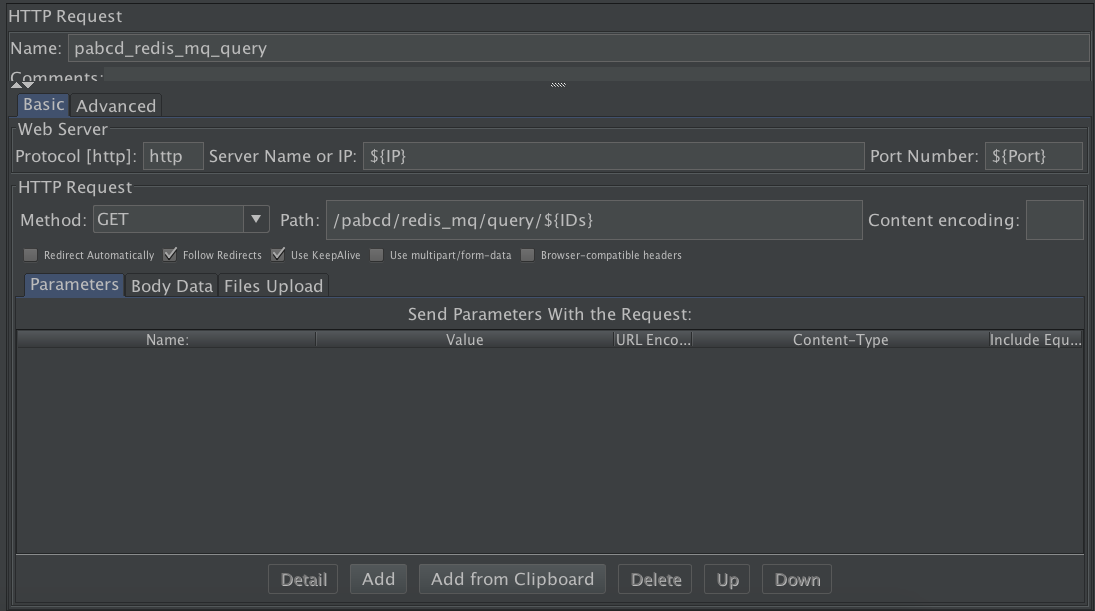 HTTP Request
Name: pabcd_redis_mq_query
Comments:
Basic Advanced
Web Server
Protocol [http]: http Server Name or IP: ${IP} Port Number: ${Port}
HTTP Request
Method: GET Path: /pabcd/redis_mq/query/${IDs} Content encoding:
Redirect Automatically Follow Redirects Use KeepAlive Use multipart/form-data Browser-compatible headers
Parameters Body Data Files Upload
Send Parameters With the Request:
Name: Value URL Enco... Content-Type Include Equ...
Detail Add Add from Clipboard Delete Up Down